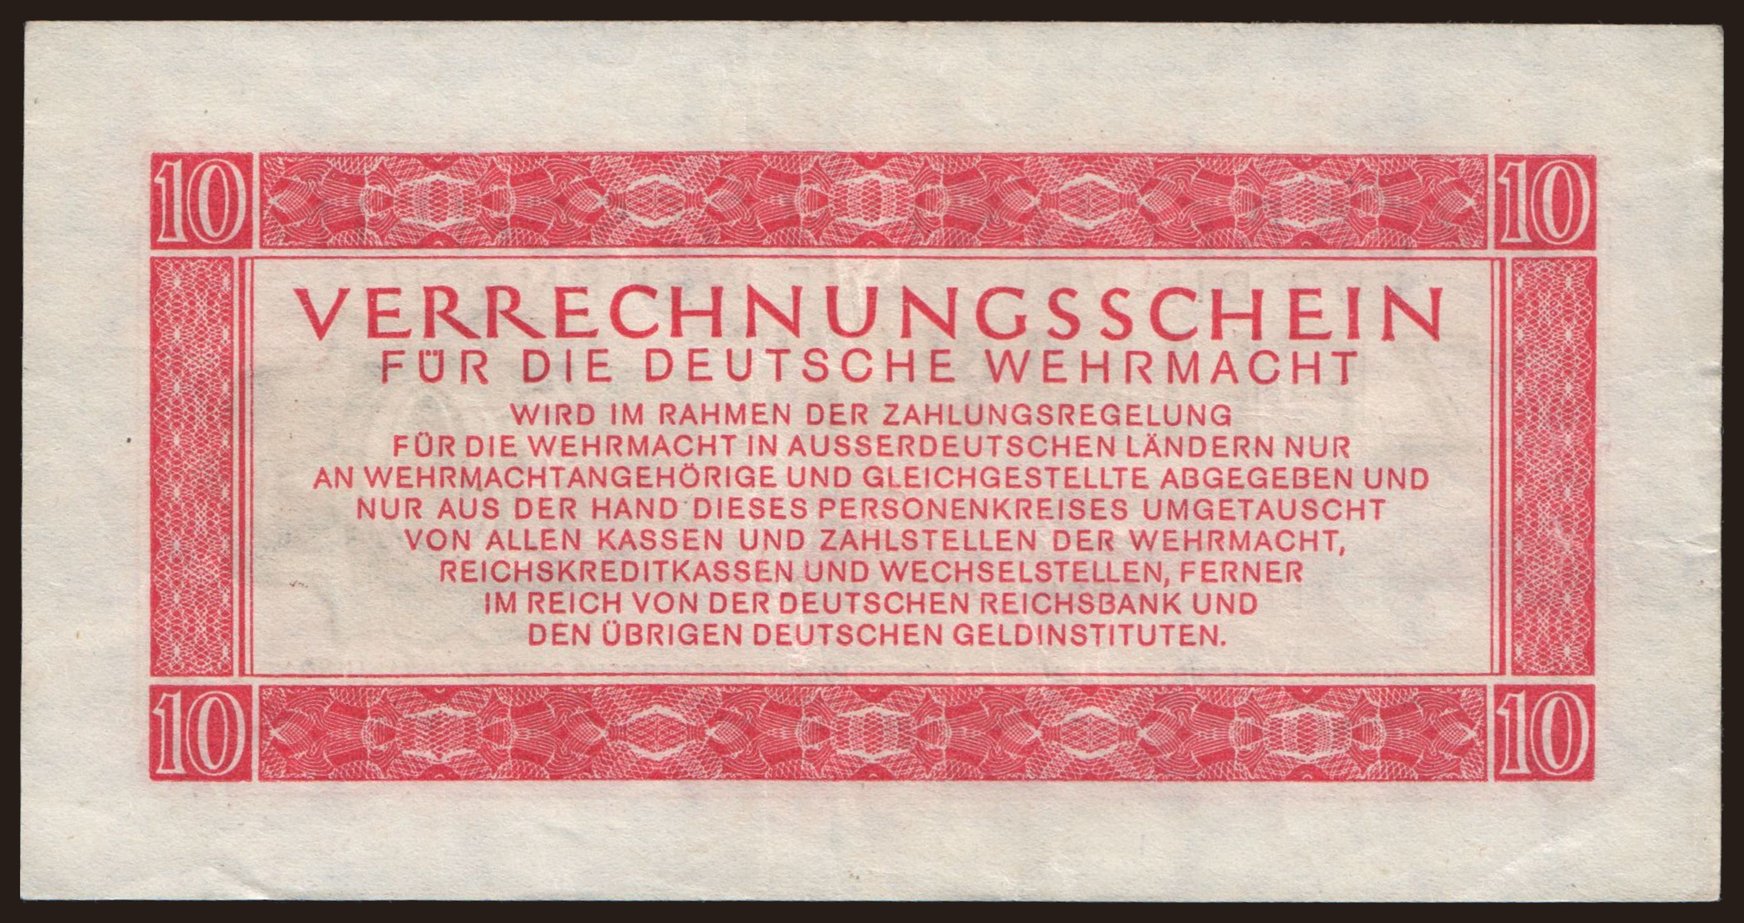 10 10
VERRECHNUNGSSCHEIN
FÜR DIE DEUTSCHE WEHRMACHT
WIRD IM RAHMEN DER ZAHLUNGSREGELUNG
FÜR DIE WEHRMACHT IN AUSSERDEUTSCHEN LÄNDERN NUR
AN WEHRMACHTANGEHÖRIGE UND GLEICHGESTELLTE ABGEGEBEN UND
NUR AUS DER HAND DIESES PERSONENKREISES UMGETAUSCHT
VON ALLEN KASSEN UND ZAHLSTELLEN DER WEHRMACHT,
REICHSKREDITKASSEN UND WECHSELSTELLEN, FERNER
IM REICH VON DER DEUTSCHEN REICHSBANK UND
DEN ÜBRIGEN DEUTSCHEN GELDINSTITUTEN.
10 10